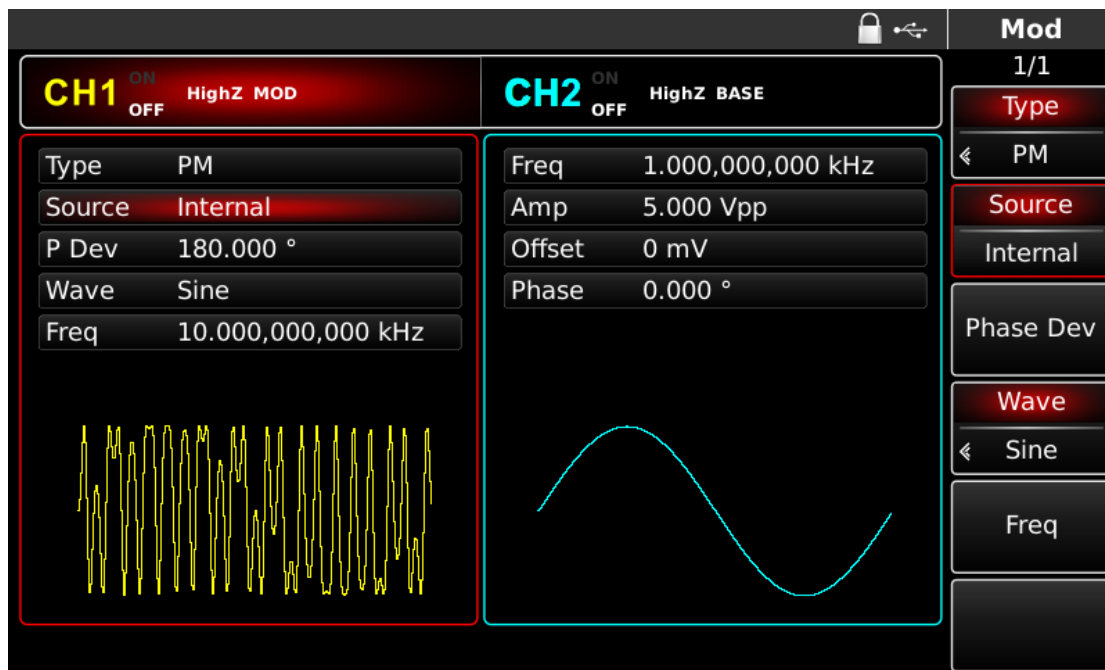 Mod
1/1
CH1 ON OFF HighZ MOD
CH2 ON OFF HighZ BASE
Type PM
Source Internal
P Dev 180.000 °
Wave Sine
Freq 10.000,000,000 kHz
Freq 1.000,000,000 kHz
Amp 5.000 Vpp
Offset 0 mV
Phase 0.000 °
Type
PM
Source
Internal
Phase Dev
Wave
Sine
Freq